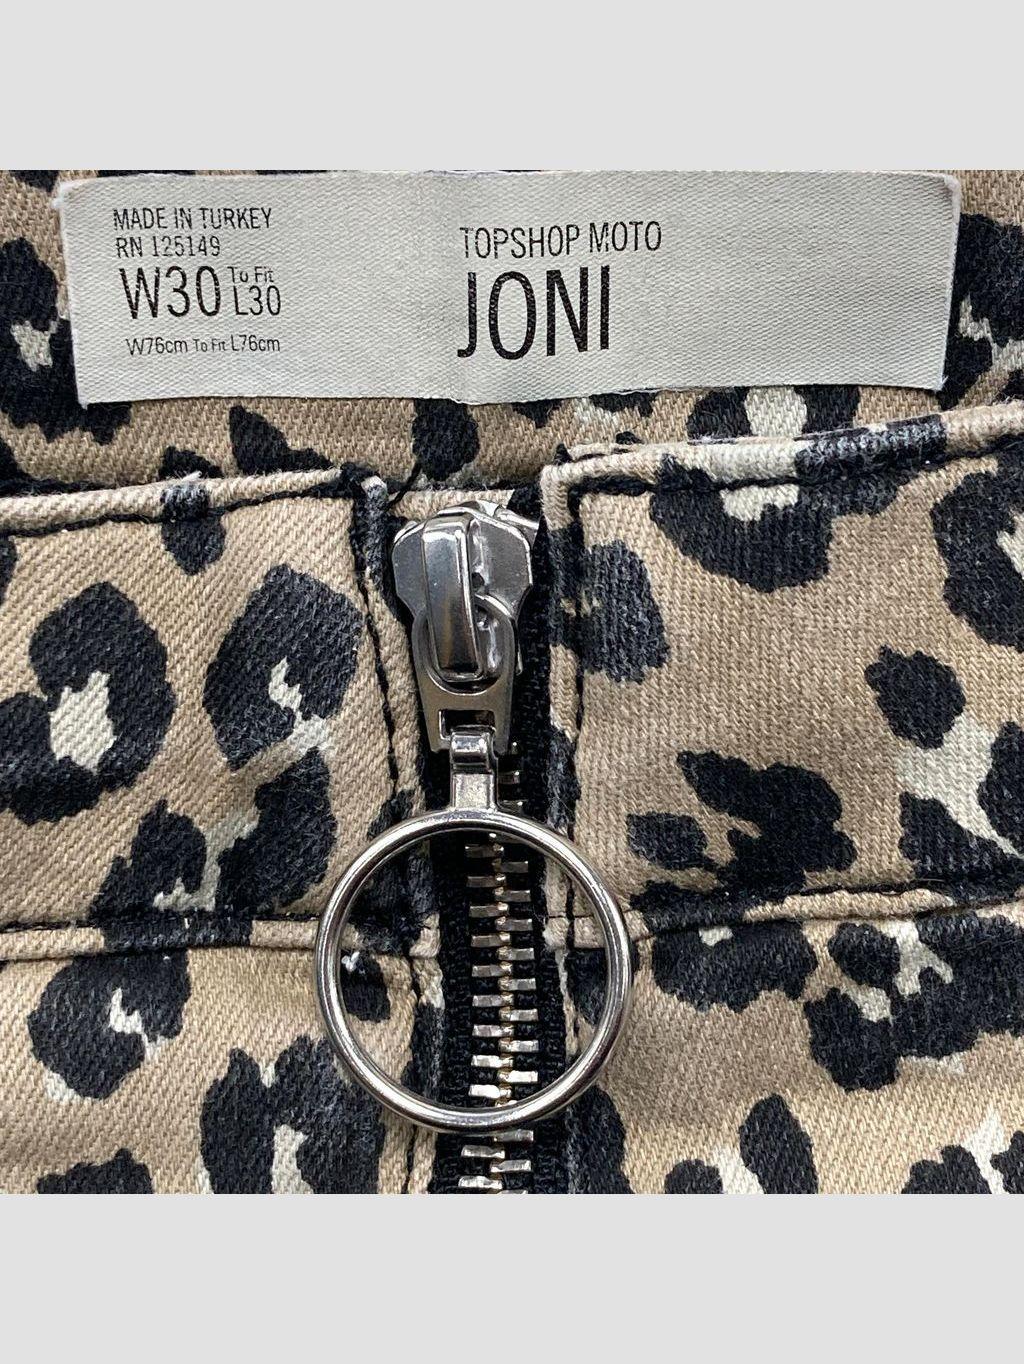 MADE IN TURKEY
RN 125149
W30 To Fit L30
W76cm To Fit L76cm
TOPSHOP MOTO
JONI